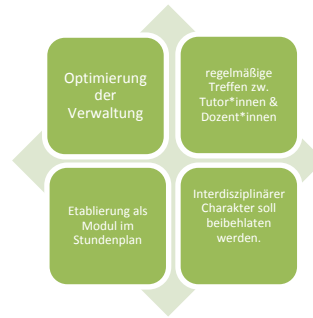 Optimierung
der
Verwaltung
regelmäßige
Treffen zw.
Tutor*innen &
Dozent*innen
Etablierung als
Modul im
Stundenplan
Interdisziplinärer
Charakter soll
beibehlaten
werden.